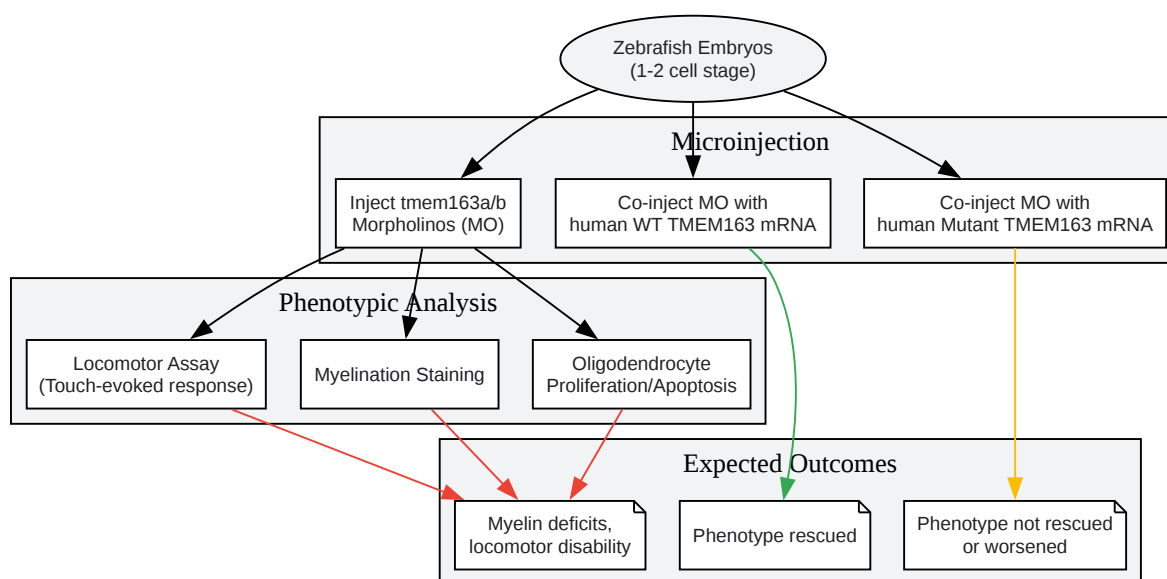 Zebrafish Embryos
(1-2 cell stage)
Microinjection
Inject tmem163a/b
Morpholinos (MO)
Co-inject MO with
human WT TMEM163 mRNA
Co-inject MO with
human Mutant TMEM163 mRNA
Phenotypic Analysis
Locomotor Assay
(Touch-evoked response)
Myelination Staining
Oligodendrocyte
Proliferation/Apoptosis
Expected Outcomes
Myelin deficits,
locomotor disability
Phenotype rescued
Phenotype not rescued
or worsened